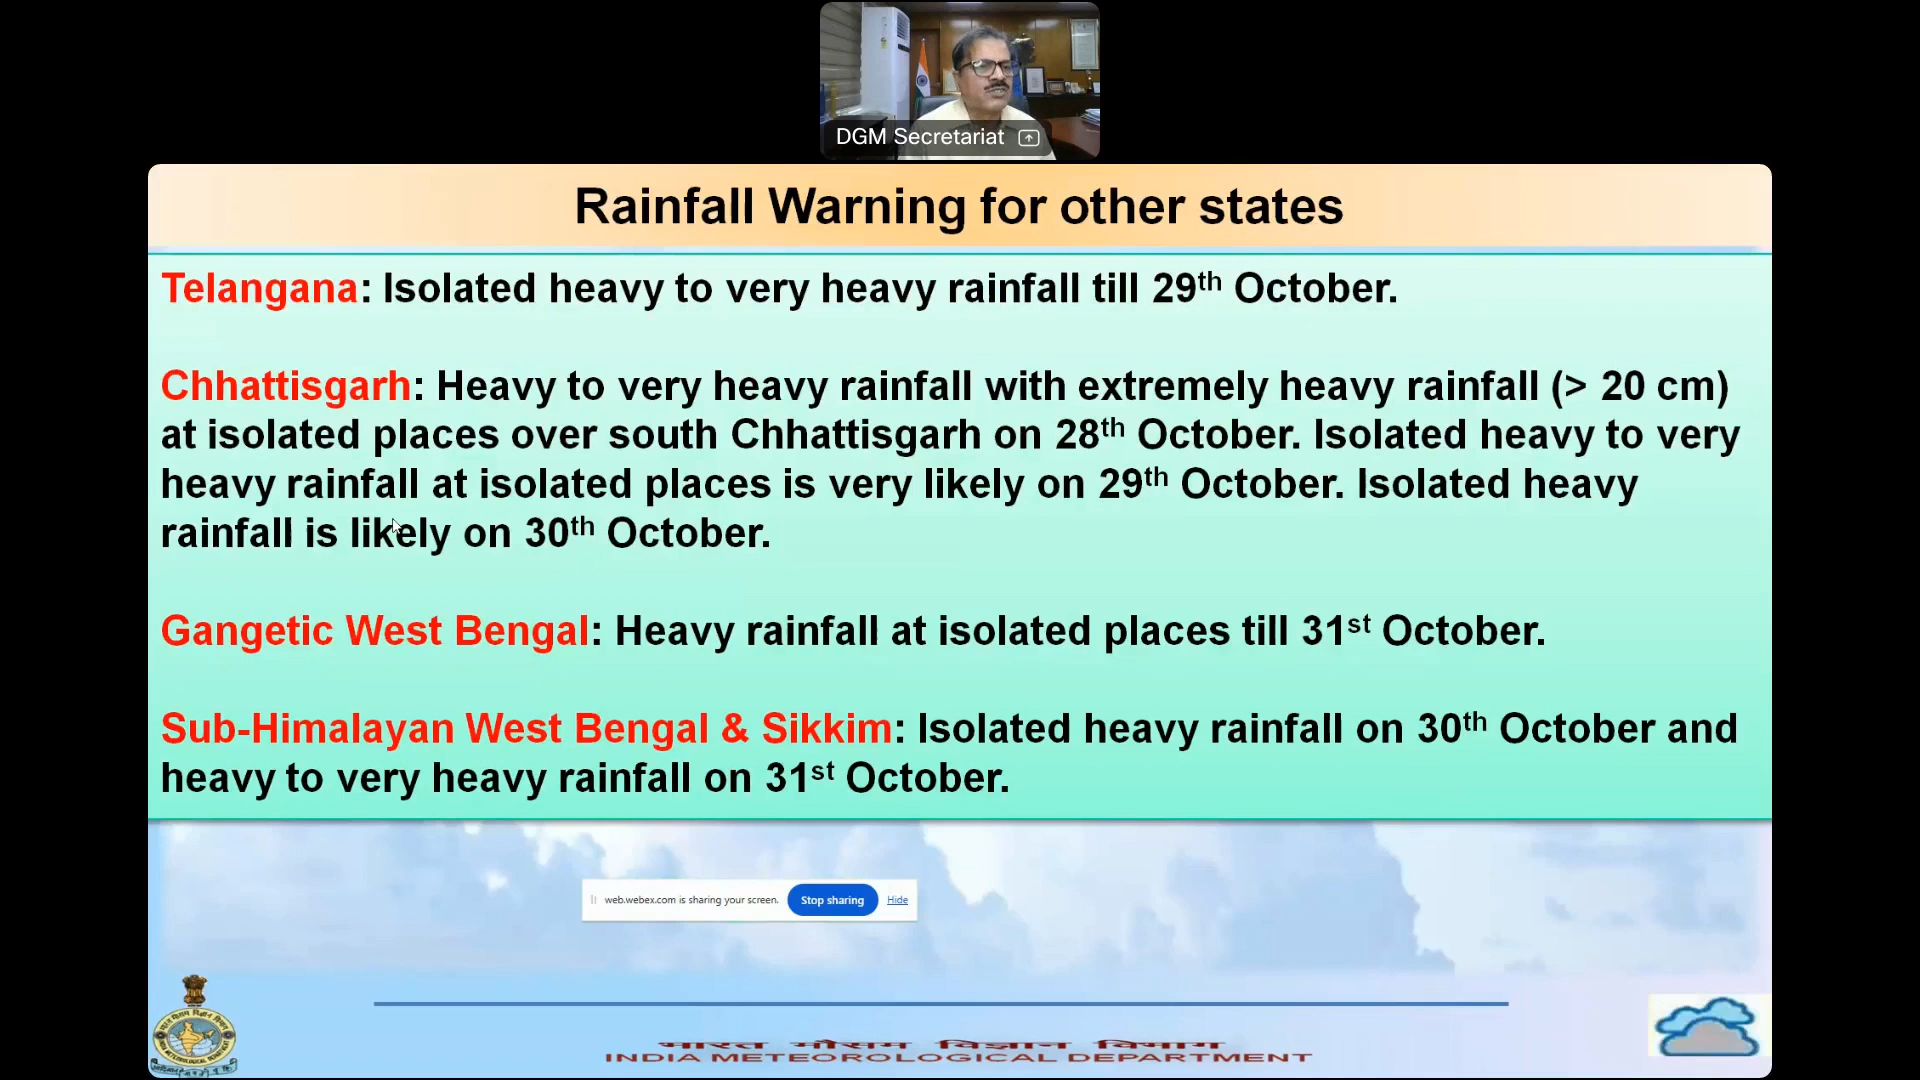 DGM Secretariat
Rainfall Warning for other states
Telangana: Isolated heavy to very heavy rainfall till 29th October.
Chhattisgarh: Heavy to very heavy rainfall with extremely heavy rainfall (> 20 cm)
at isolated places over south Chhattisgarh on 28th October. Isolated heavy to very
heavy rainfall at isolated places is very likely on 29th October. Isolated heavy
rainfall is likely on 30th October.
Gangetic West Bengal: Heavy rainfall at isolated places till 31st October.
Sub-Himalayan West Bengal & Sikkim: Isolated heavy rainfall on 30th October and
heavy to very heavy rainfall on 31st October.
web.webex.com is sharing your screen. Stop sharing Hide
भारत मौसम विज्ञान विभाग
INDIA METEOROLOGICAL DEPARTMENT